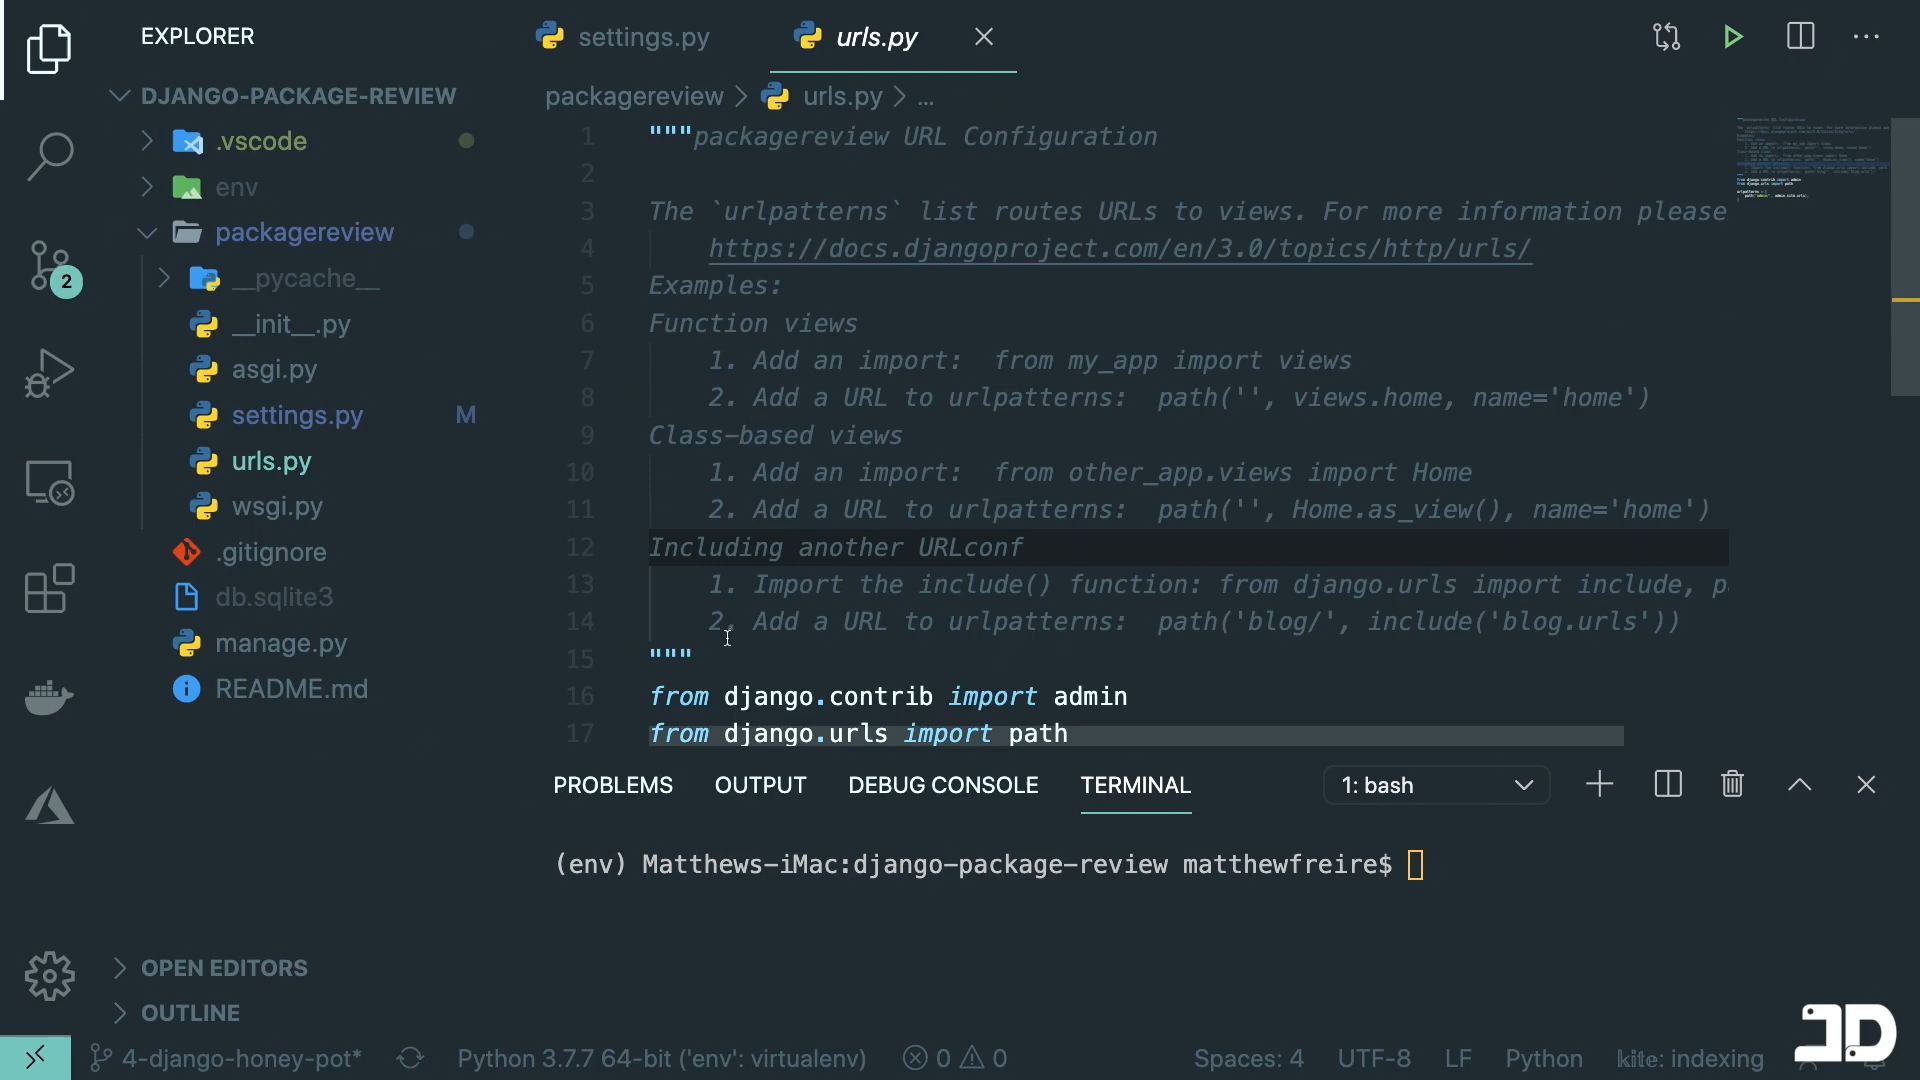 EXPLORER
settings.py
urls.py
DJANGO-PACKAGE-REVIEW
packagereview > urls.py > ...
.vscode
env
packagereview
__pycache__
__init__.py
asgi.py
settings.py M
urls.py
wsgi.py
.gitignore
db.sqlite3
manage.py
README.md
2
1 """packagereview URL Configuration
2
3 The `urlpatterns` list routes URLs to views. For more information please
4 https://docs.djangoproject.com/en/3.0/topics/http/urls/
5 Examples:
6 Function views
7 1. Add an import:  from my_app import views
8 2. Add a URL to urlpatterns:  path('', views.home, name='home')
9 Class-based views
10 1. Add an import:  from other_app.views import Home
11 2. Add a URL to urlpatterns:  path('', Home.as_view(), name='home')
12 Including another URLconf
13 1. Import the include() function: from django.urls import include, p
14 2. Add a URL to urlpatterns:  path('blog/', include('blog.urls'))
15 """
16 from django.contrib import admin
17 from django.urls import path
PROBLEMS OUTPUT DEBUG CONSOLE TERMINAL 1: bash
(env) Matthews-iMac:django-package-review matthewfreire$
OPEN EDITORS
OUTLINE
4-django-honey-pot* Python 3.7.7 64-bit ('env': virtualenv) 0 0 Spaces: 4 UTF-8 LF Python kite: indexing
JD